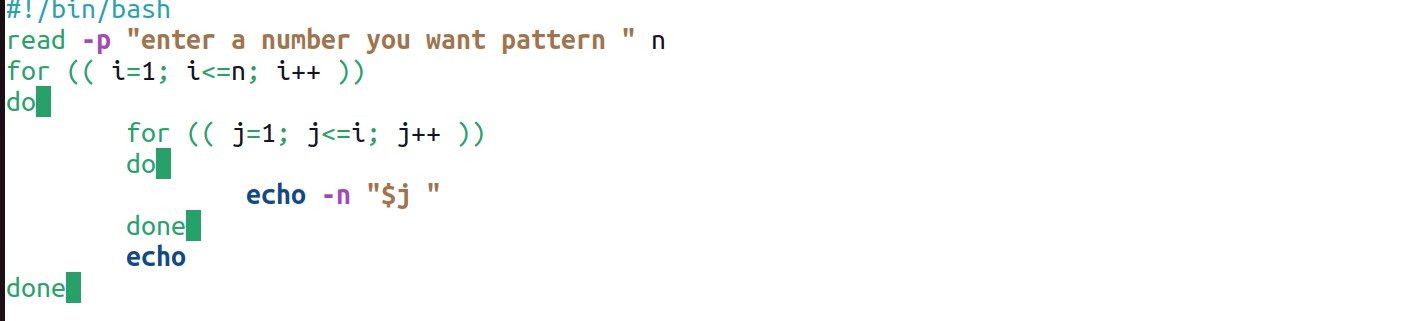 #!/bin/bash
read -p "enter a number you want pattern " n
for (( i=1; i<=n; i++ ))
do
        for (( j=1; j<=i; j++ ))
        do
                echo -n "$j "
        done
        echo
done